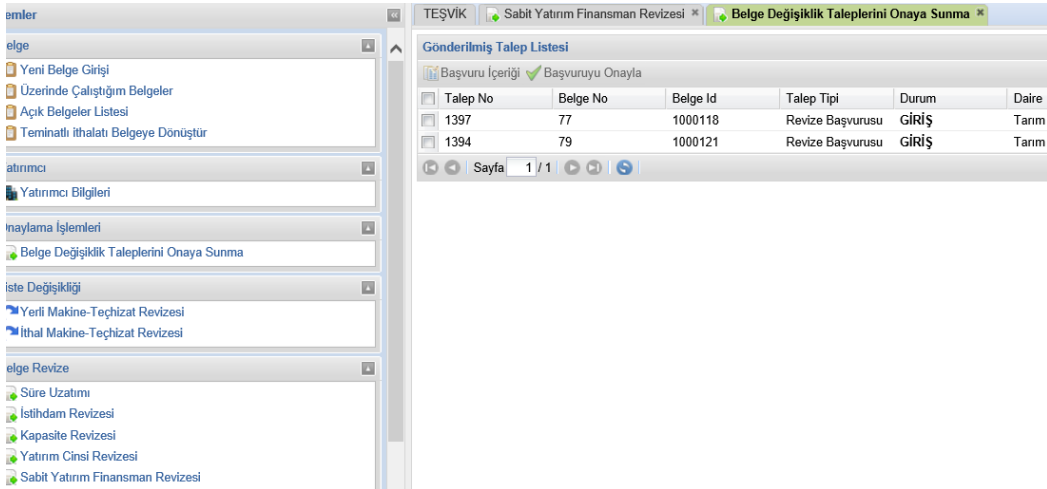 emler
elge
Yeni Belge Girişi
Üzerinde Çalıştığım Belgeler
Açık Belgeler Listesi
Teminatlı ithalatı Belgeye Dönüştür
atırımcı
Yatırımcı Bilgileri
naylama İşlemleri
Belge Değişiklik Taleplerini Onaya Sunma
iste Değişikliği
Yerli Makine-Teçhizat Revizesi
İthal Makine-Teçhizat Revizesi
elge Revize
Süre Uzatımı
İstihdam Revizesi
Kapasite Revizesi
Yatırım Cinsi Revizesi
Sabit Yatırım Finansman Revizesi
TEŞVİK Sabit Yatırım Finansman Revizesi Belge Değişiklik Taleplerini Onaya Sunma
Gönderilmiş Talep Listesi
Başvuru İçeriği Başvuruyu Onayla
Talep No Belge No Belge Id Talep Tipi Durum Daire
1397 77 1000118 Revize Başvurusu GİRİŞ Tarım
1394 79 1000121 Revize Başvurusu GİRİŞ Tarım
Sayfa 1 / 1